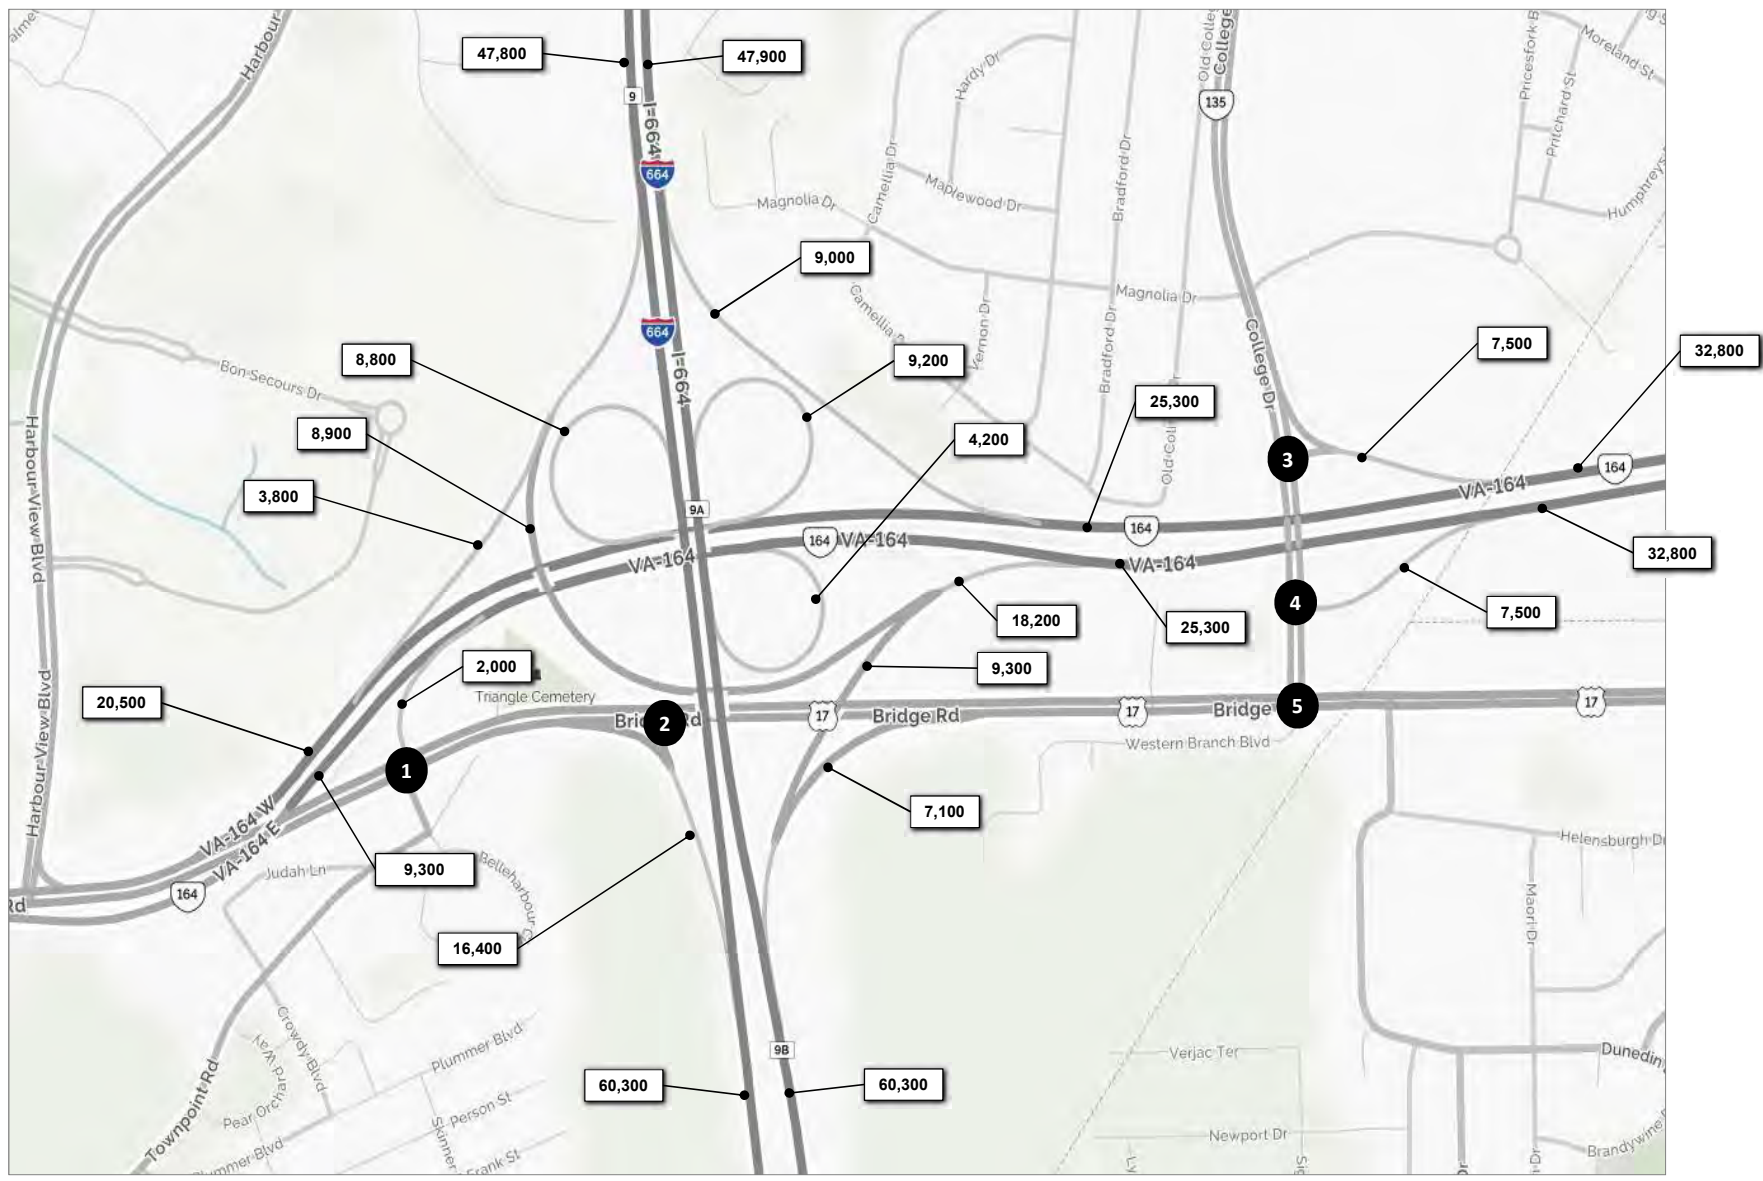 Harbour
47,800
47,900
9
I-664
664
Old College
College
135
Hardy Dr
Pricesfork B
Pritchard St
Moreland St
Humphreys
Camellia Dr
Maplewood Dr
Bradford Dr
Magnolia Dr
9,000
664
I-664
Camellia
Vernon Dr
Bradford Dr
Magnolia Dr
College Dr
7,500
32,800
8,800
Bon Secours Dr
9,200
25,300
8,900
4,200
Old Col
3
164
VA-164
3,800
9A
164
VA-164
164
VA-164
VA-164
32,800
Harbour View Blvd
4
7,500
18,200
25,300
2,000
9,300
Triangle Cemetery
20,500
Harbour View Blvd
Bri
2
Rd
17
Bridge Rd
17
Bridge
5
17
Western Branch Blvd
1
VA-164 W
VA-164 E
7,100
9,300
Judah Ln
Belleharbour
164
Rd
Helensburgh Dr
Maori Dr
16,400
Crowdy Blvd
Plummer Blvd
9B
Verjac Ter
Dunedin
60,300
60,300
Pear Orchard Way
Person St
Skinner
Townpoint Rd
Plummer Blvd
Frank St
Newport Dr
Brandywine
Ly
Sig
Dr
Dr